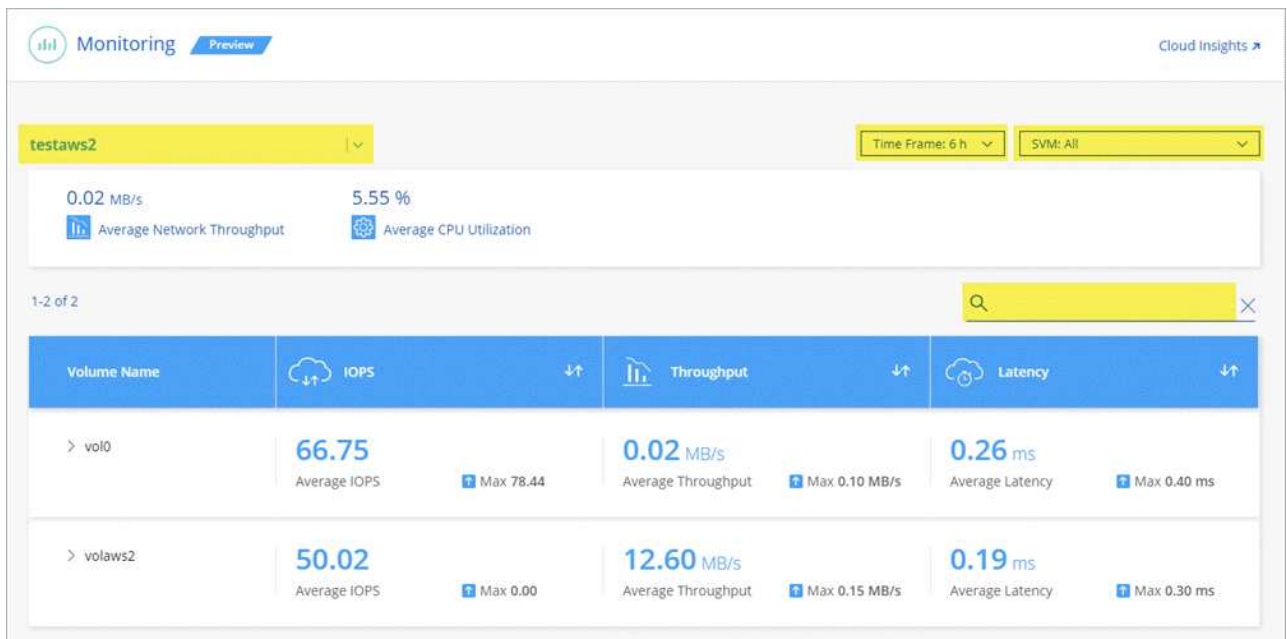 Monitoring Preview Cloud Insights
testaws2 Time Frame: 6 h SVM: All
0.02 MB/s 5.55 %
Average Network Throughput Average CPU Utilization
1-2 of 2
Volume Name IOPS Throughput Latency
vol0 66.75 0.02 MB/s 0.26 ms
Average IOPS Max 78.44 Average Throughput Max 0.10 MB/s Average Latency Max 0.40 ms
volaws2 50.02 12.60 MB/s 0.19 ms
Average IOPS Max 0.00 Average Throughput Max 0.15 MB/s Average Latency Max 0.30 ms